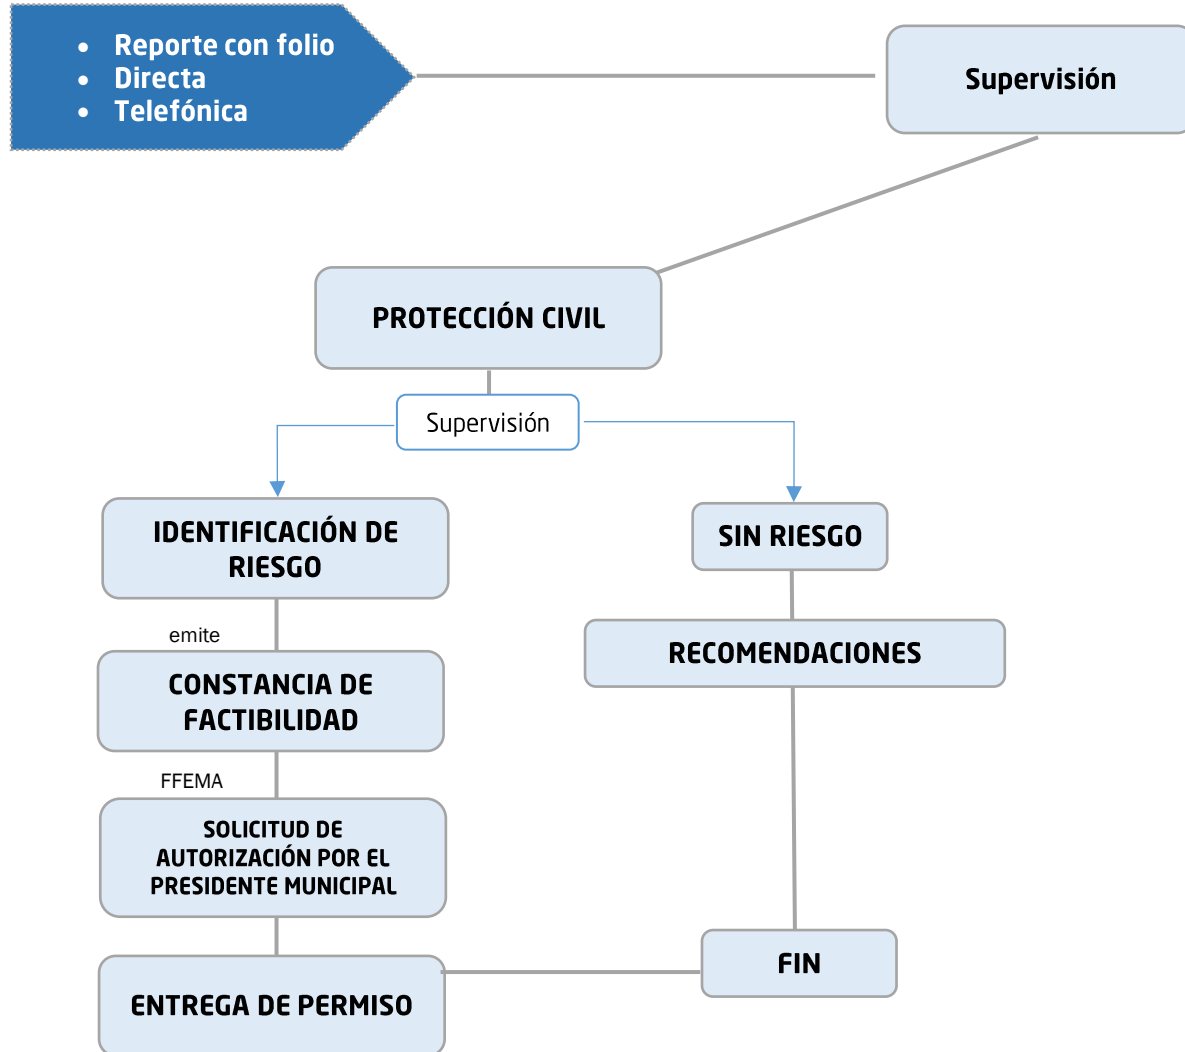 • Reporte con folio
• Directa
• Telefónica
Supervisión
PROTECCIÓN CIVIL
Supervisión
IDENTIFICACIÓN DE
RIESGO
SIN RIESGO
emite
RECOMENDACIONES
CONSTANCIA DE
FACTIBILIDAD
FFEMA
SOLICITUD DE
AUTORIZACIÓN POR EL
PRESIDENTE MUNICIPAL
ENTREGA DE PERMISO
FIN